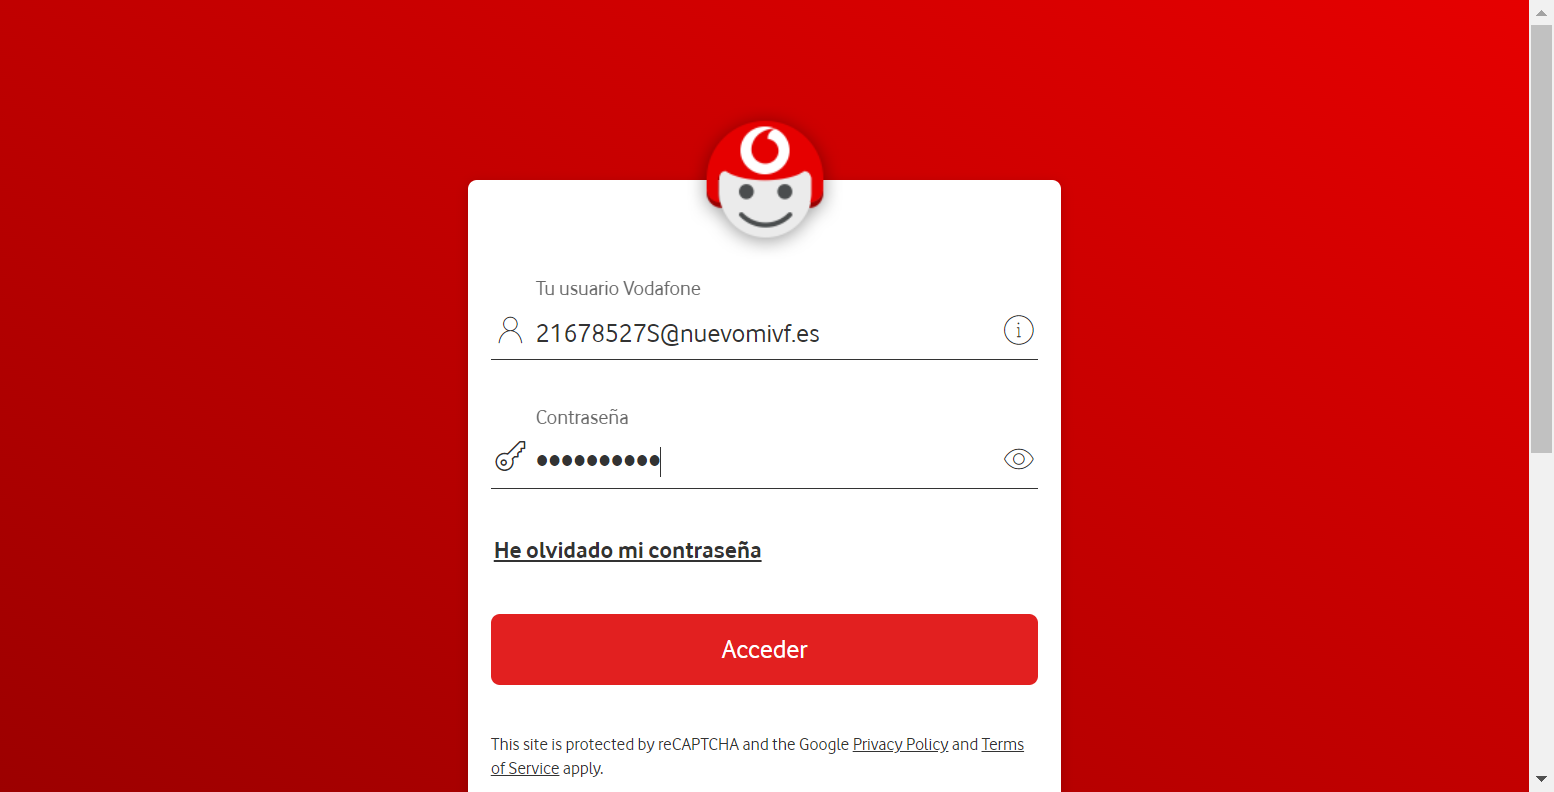 Tu usuario Vodafone
21678527S@nuevomivf.es
Contraseña
He olvidado mi contraseña
Acceder
This site is protected by reCAPTCHA and the Google Privacy Policy and Terms
of Service apply.